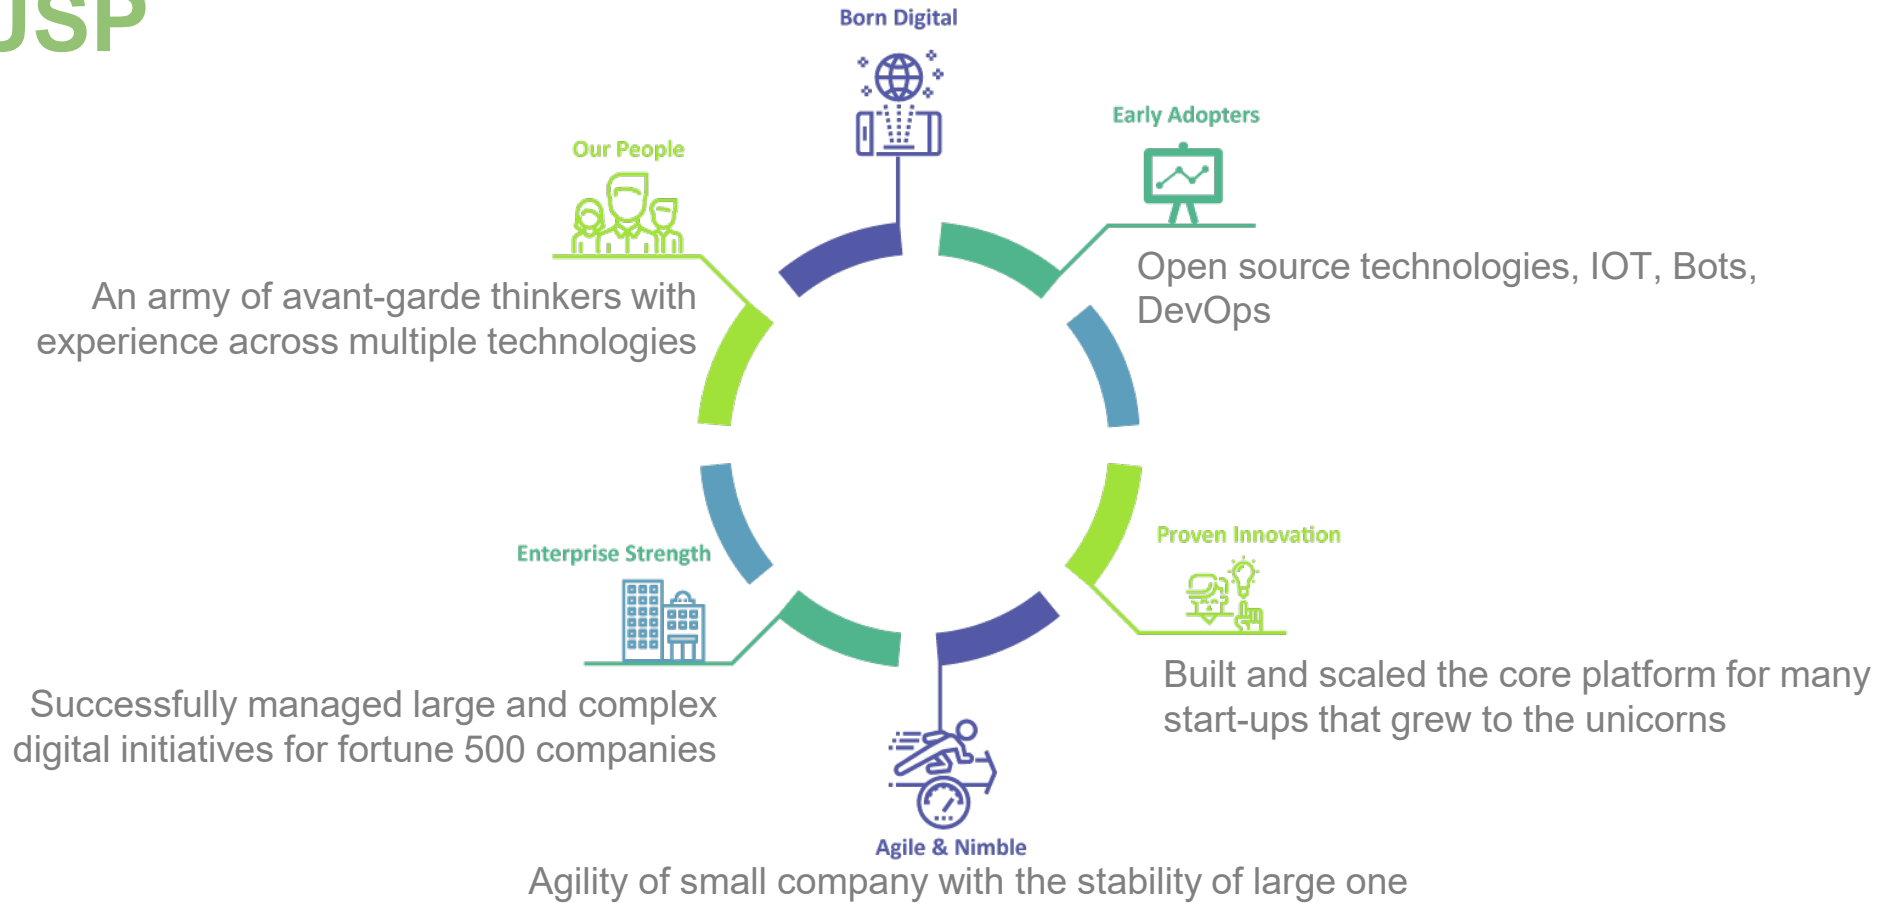 USP
Born Digital
Early Adopters
Open source technologies, IOT, Bots,
DevOps
Our People
An army of avant-garde thinkers with
experience across multiple technologies
Proven Innovation
Built and scaled the core platform for many
start-ups that grew to the unicorns
Enterprise Strength
Successfully managed large and complex
digital initiatives for fortune 500 companies
Agile & Nimble
Agility of small company with the stability of large one